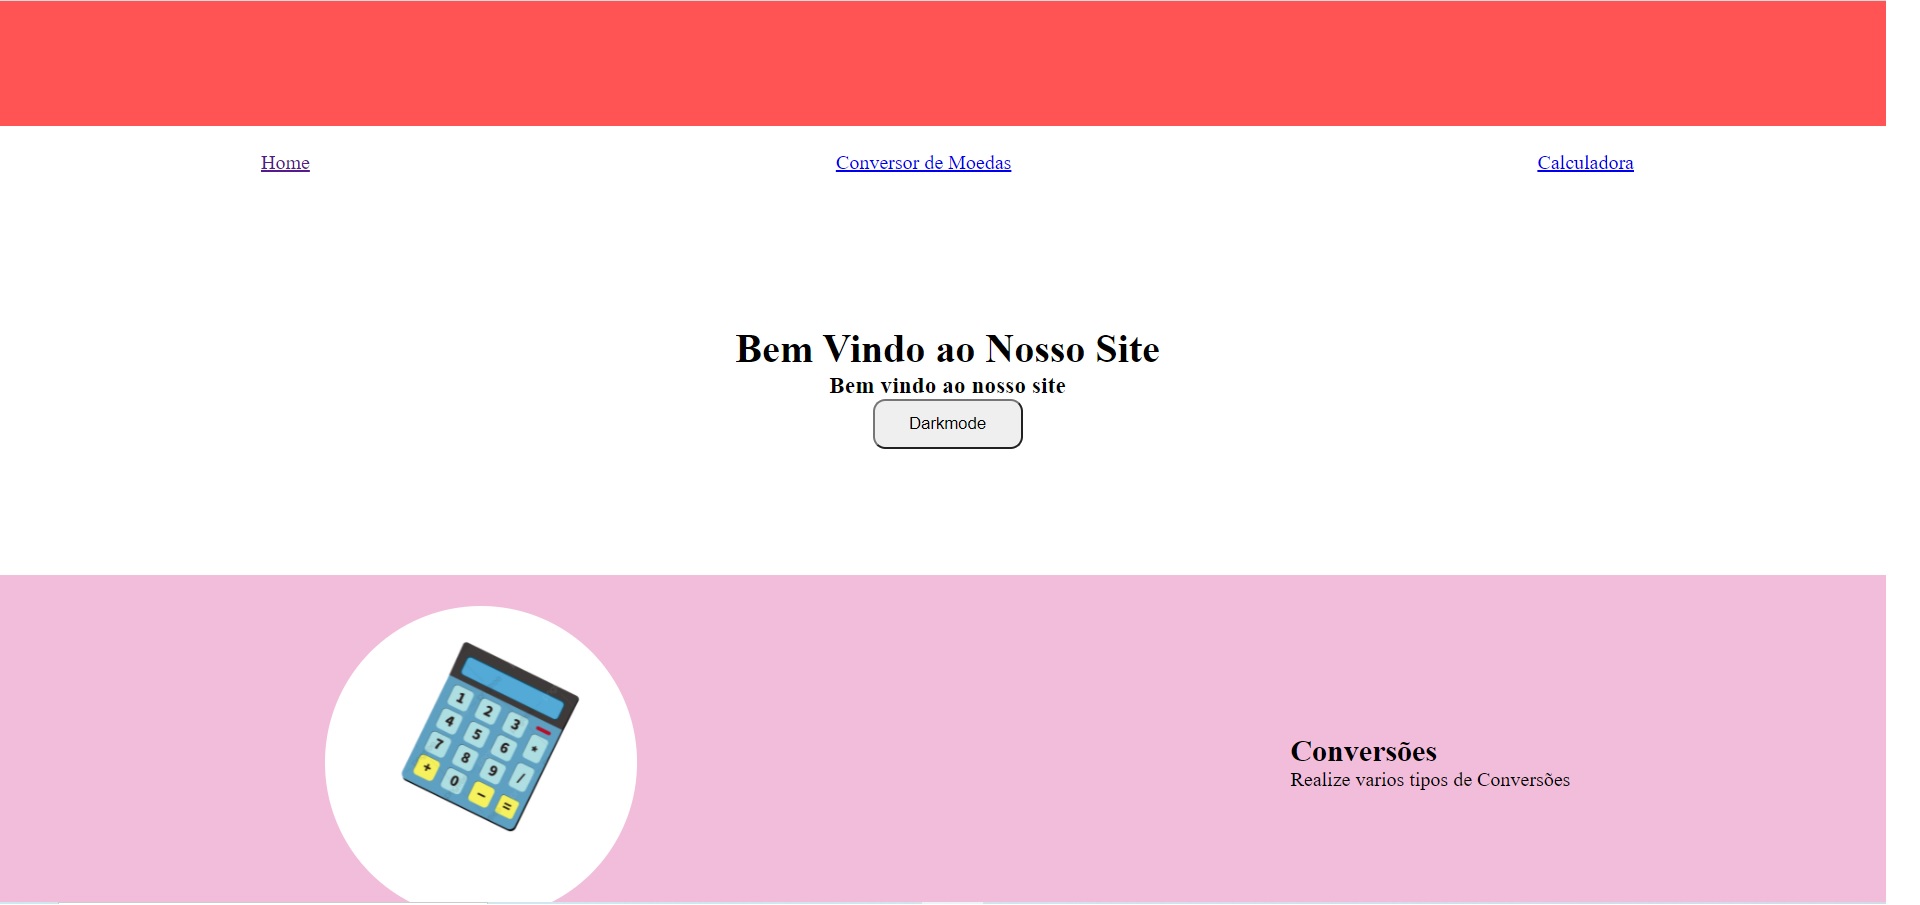 Home Conversor de Moedas Calculadora
Bem Vindo ao Nosso Site
Bem vindo ao nosso site
Darkmode
1 2 3 -
4 5 6 *
7 8 9 /
+ 0 - =
Conversões
Realize varios tipos de Conversões